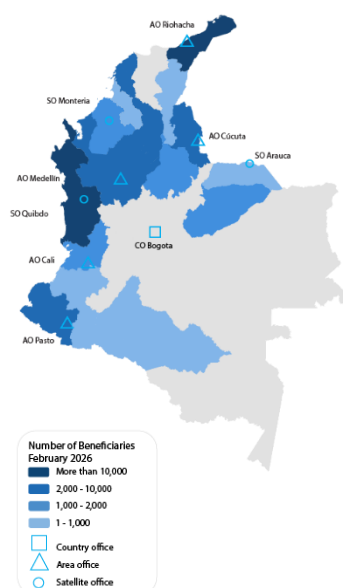 AO Riohacha
SO Monteria
AO Cúcuta
SO Arauca
AO Medellín
SO Quibdo
CO Bogota
AO Cali
AO Pasto
Number of Beneficiaries
February 2026
More than 10,000
2,000 - 10,000
1,000 - 2,000
1 - 1,000
Country office
Area office
Satellite office